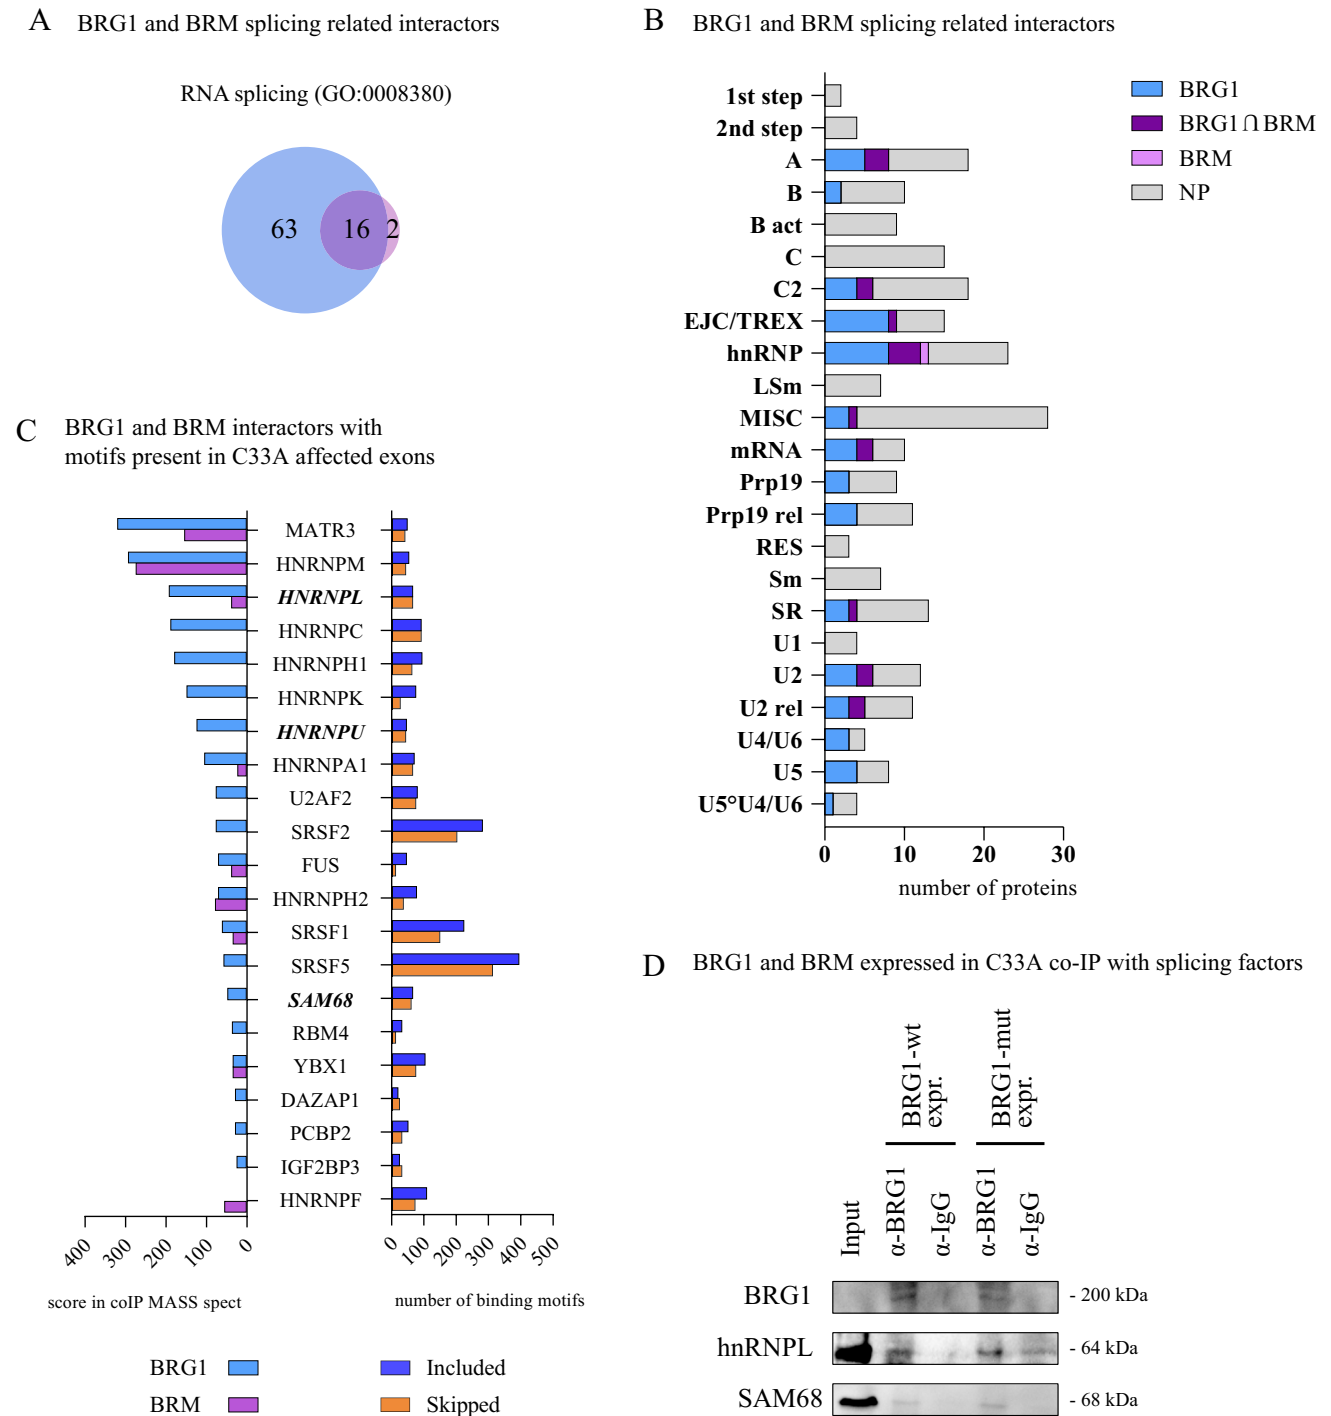 A BRG1 and BRM splicing related interactors
RNA splicing (GO:0008380)
63 16 2
B BRG1 and BRM splicing related interactors
1st step
2nd step
A
B
B act
C
C2
EJC/TREX
hnRNP
LSm
MISC
mRNA
Prp19
Prp19 rel
RES
Sm
SR
U1
U2
U2 rel
U4/U6
U5
U5°U4/U6
0 10 20 30
number of proteins
BRG1
BRG1∩BRM
BRM
NP
C BRG1 and BRM interactors with
motifs present in C33A affected exons
MATR3
HNRNPM
HNRNPL
HNRNPC
HNRNPH1
HNRNPK
HNRNPU
HNRNPA1
U2AF2
SRSF2
FUS
HNRNPH2
SRSF1
SRSF5
SAM68
RBM4
YBX1
DAZAP1
PCBP2
IGF2BP3
HNRNPF
400 300 200 100 0
0 100 200 300 400 500
score in coIP MASS spect
number of binding motifs
BRG1
BRM
Included
Skipped
D BRG1 and BRM expressed in C33A co-IP with splicing factors
BRG1-wt
expr.
BRG1-mut
expr.
Input
α-BRG1
α-IgG
α-BRG1
α-IgG
BRG1 - 200 kDa
hnRNPL - 64 kDa
SAM68 - 68 kDa